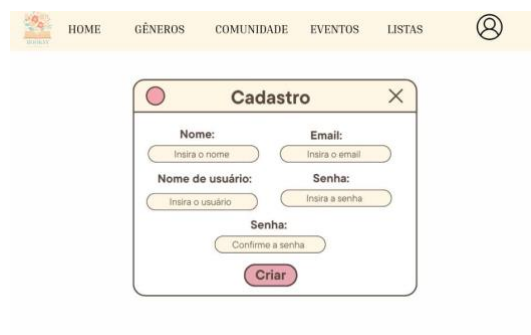 HOME GÊNEROS COMUNIDADE EVENTOS LISTAS
Cadastro
Nome: Email:
Insira o nome Insira o email
Nome de usuário: Senha:
Insira o usuário Insira a senha
Senha:
Confirme a senha
Criar